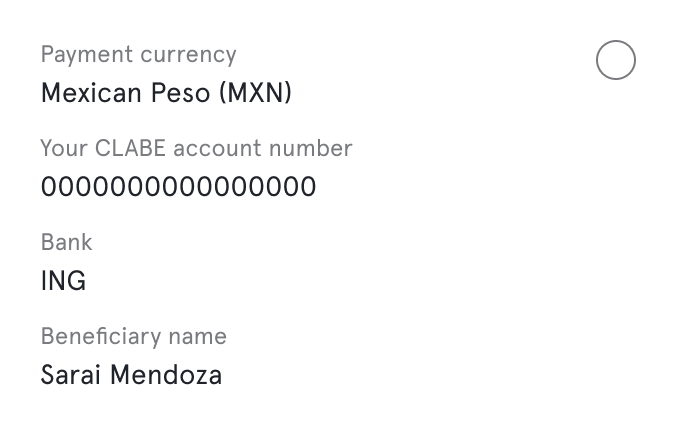 Payment currency
Mexican Peso (MXN)
Your CLABE account number
0000000000000000
Bank
ING
Beneficiary name
Sarai Mendoza